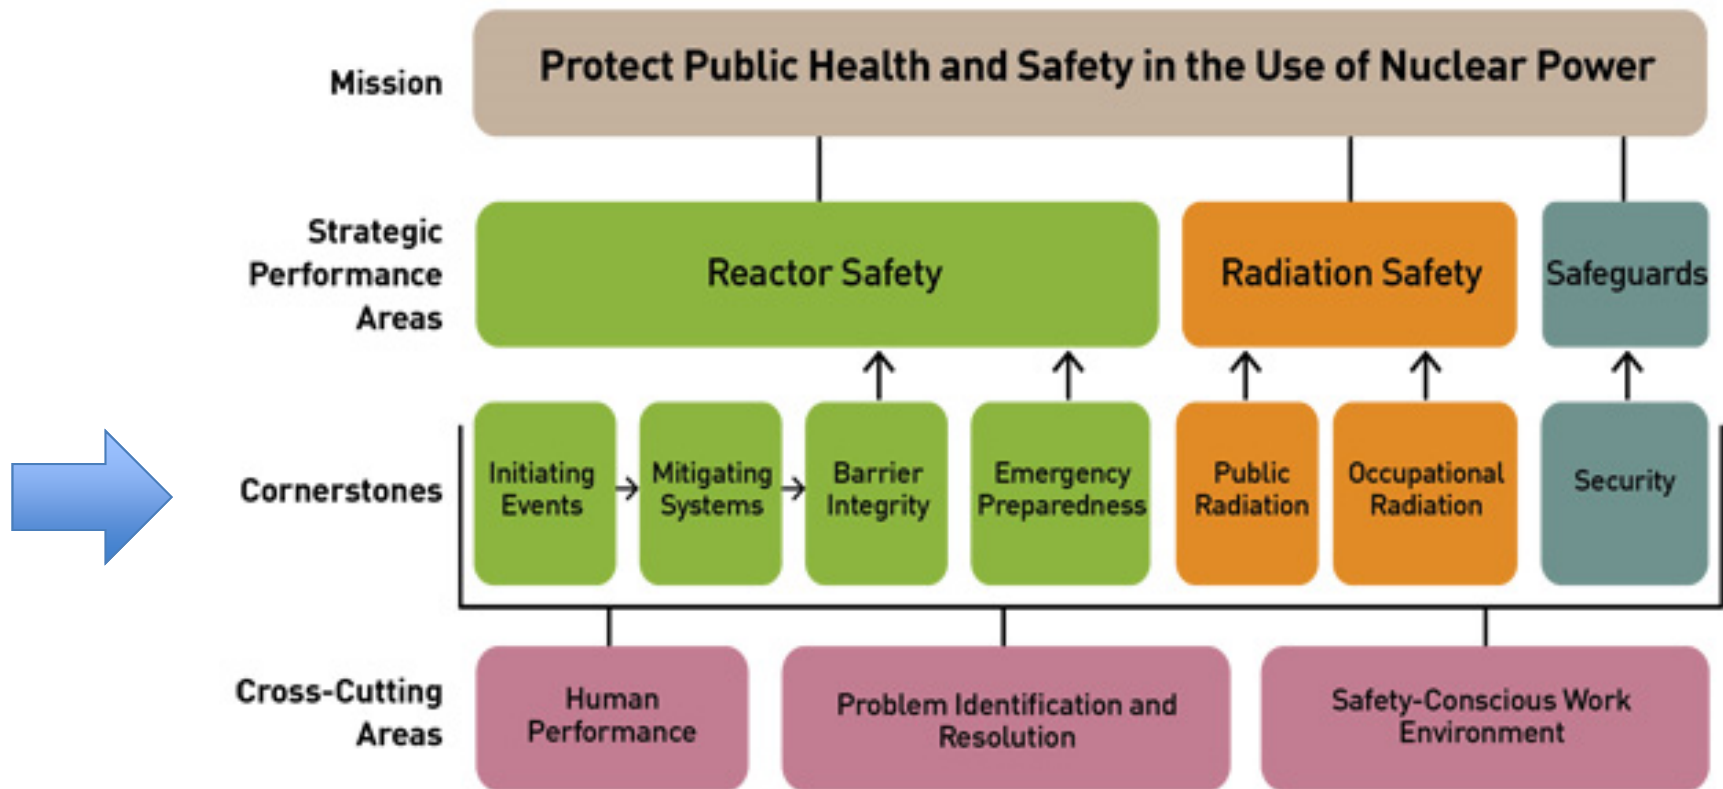 Mission
Protect Public Health and Safety in the Use of Nuclear Power
Strategic
Performance
Areas
Reactor Safety
Radiation Safety
Safeguards
Cornerstones
Initiating
Events
Mitigating
Systems
Barrier
Integrity
Emergency
Preparedness
Public
Radiation
Occupational
Radiation
Security
Cross-Cutting
Areas
Human
Performance
Problem Identification and
Resolution
Safety-Conscious Work
Environment